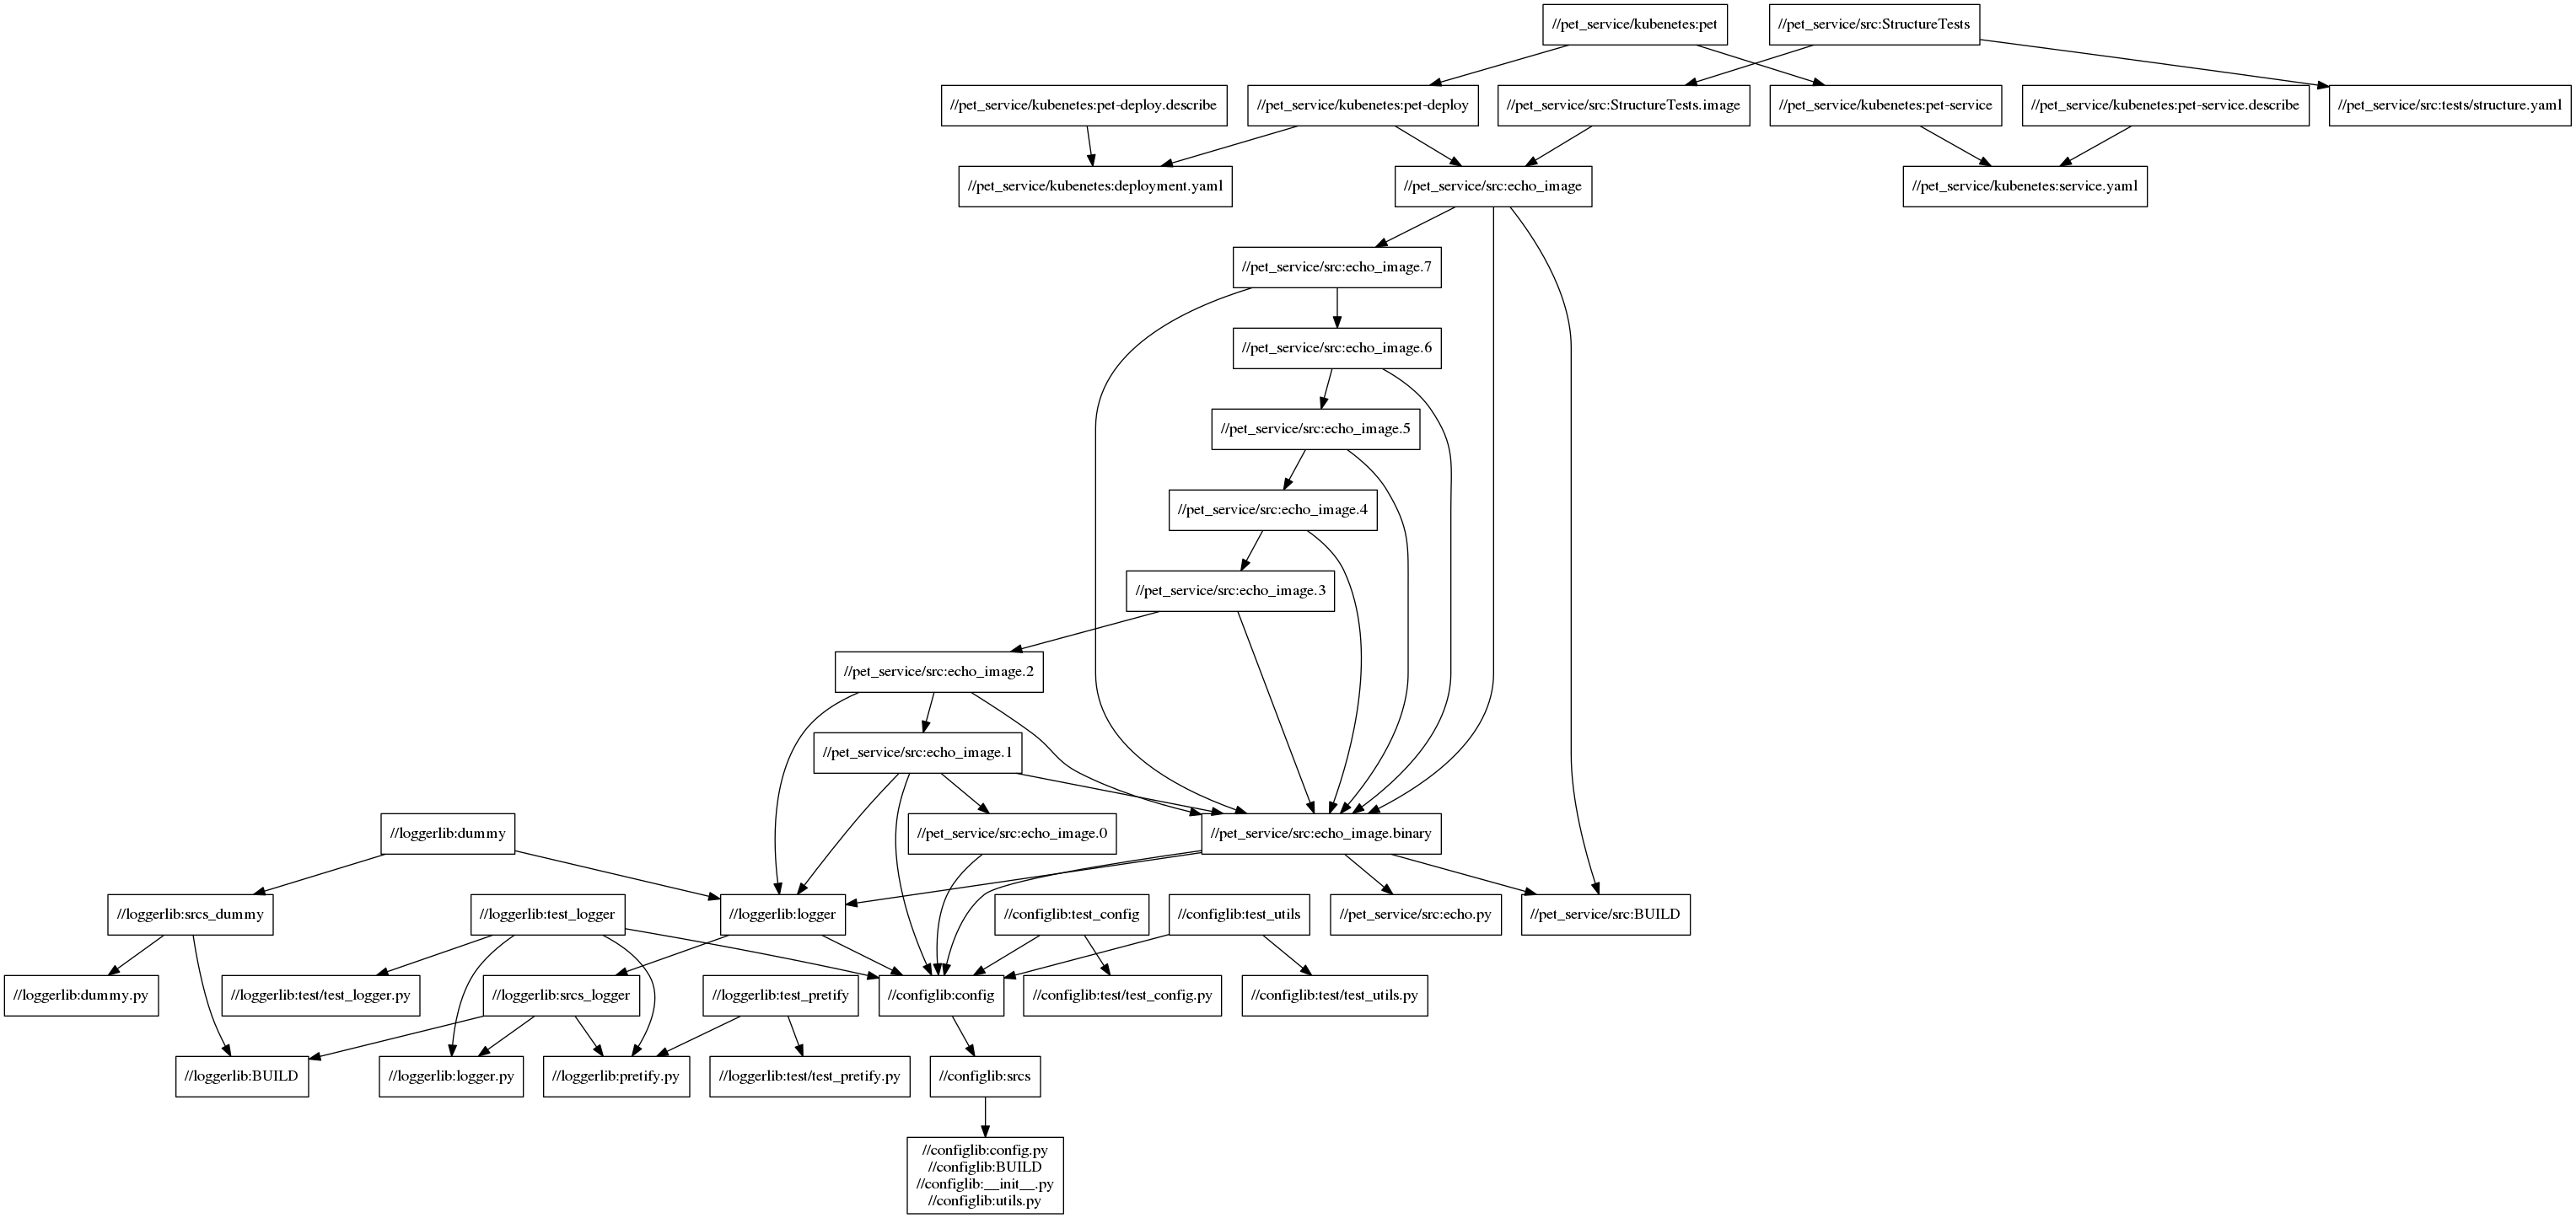 //pet_service/kubenetes:pet
//pet_service/src:StructureTests
//pet_service/kubenetes:pet-deploy.describe
//pet_service/kubenetes:pet-deploy
//pet_service/src:StructureTests.image
//pet_service/kubenetes:pet-service
//pet_service/kubenetes:pet-service.describe
//pet_service/src:tests/structure.yaml
//pet_service/kubenetes:deployment.yaml
//pet_service/src:echo_image
//pet_service/kubenetes:service.yaml
//pet_service/src:echo_image.7
//pet_service/src:echo_image.6
//pet_service/src:echo_image.5
//pet_service/src:echo_image.4
//pet_service/src:echo_image.3
//pet_service/src:echo_image.2
//pet_service/src:echo_image.1
//loggerlib:dummy
//pet_service/src:echo_image.0
//pet_service/src:echo_image.binary
//loggerlib:srcs_dummy
//loggerlib:test_logger
//loggerlib:logger
//configlib:test_config
//configlib:test_utils
//pet_service/src:echo.py
//pet_service/src:BUILD
//loggerlib:dummy.py
//loggerlib:test/test_logger.py
//loggerlib:srcs_logger
//loggerlib:test_pretify
//configlib:config
//configlib:test/test_config.py
//configlib:test/test_utils.py
//loggerlib:BUILD
//loggerlib:logger.py
//loggerlib:pretify.py
//loggerlib:test/test_pretify.py
//configlib:srcs
//configlib:config.py
//configlib:BUILD
//configlib:__init__.py
//configlib:utils.py